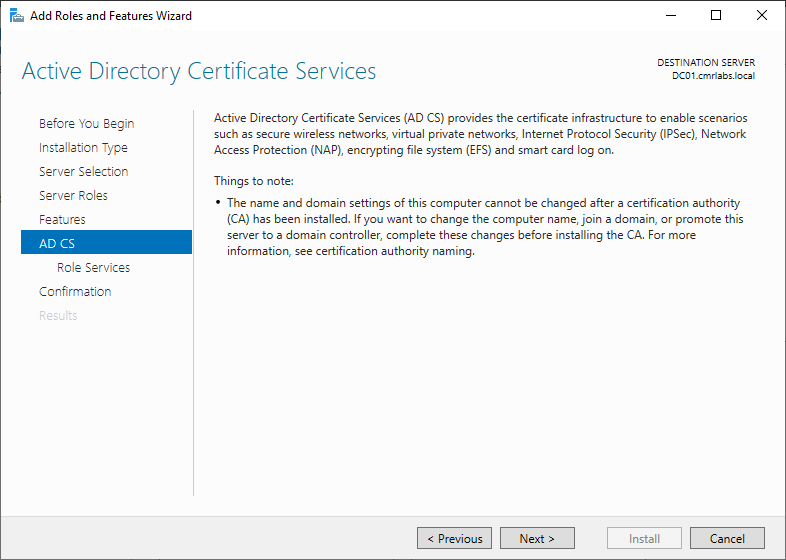 Add Roles and Features Wizard
Active Directory Certificate Services
DESTINATION SERVER
DC01.cmrlabs.local
Before You Begin
Installation Type
Server Selection
Server Roles
Features
AD CS
Role Services
Confirmation
Results
Active Directory Certificate Services (AD CS) provides the certificate infrastructure to enable scenarios
such as secure wireless networks, virtual private networks, Internet Protocol Security (IPSec), Network
Access Protection (NAP), encrypting file system (EFS) and smart card log on.
Things to note:
• The name and domain settings of this computer cannot be changed after a certification authority
(CA) has been installed. If you want to change the computer name, join a domain, or promote this
server to a domain controller, complete these changes before installing the CA. For more
information, see certification authority naming.
< Previous
Next >
Install
Cancel